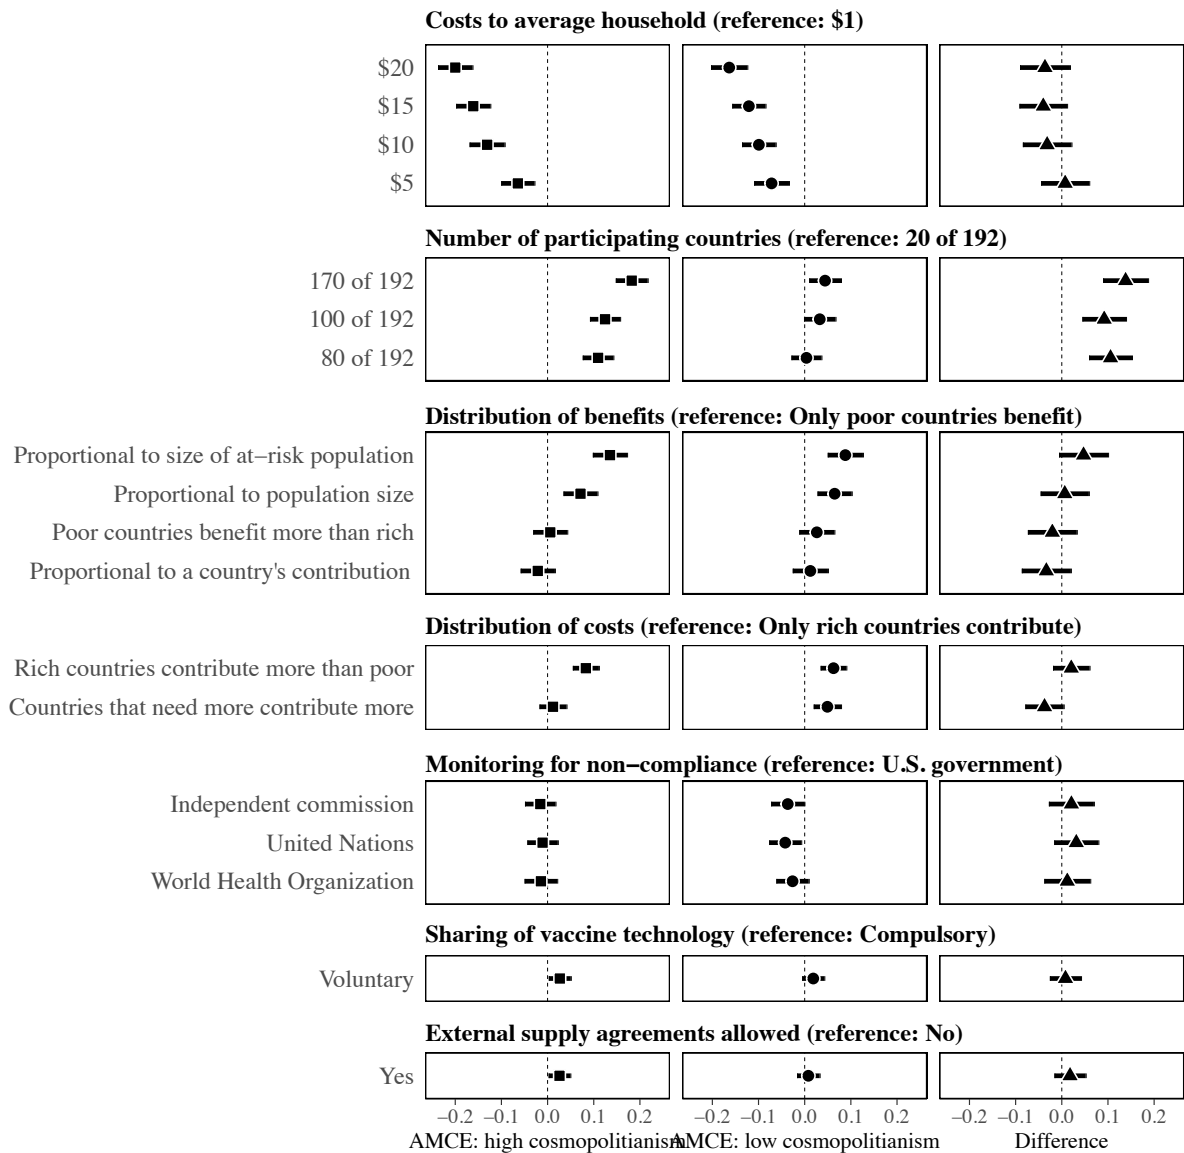 Costs to average household (reference: $1)
$20
$15
$10
$5
Number of participating countries (reference: 20 of 192)
170 of 192
100 of 192
80 of 192
Distribution of benefits (reference: Only poor countries benefit)
Proportional to size of at−risk population
Proportional to population size
Poor countries benefit more than rich
Proportional to a country's contribution
Distribution of costs (reference: Only rich countries contribute)
Rich countries contribute more than poor
Countries that need more contribute more
Monitoring for non−compliance (reference: U.S. government)
Independent commission
United Nations
World Health Organization
Sharing of vaccine technology (reference: Compulsory)
Voluntary
External supply agreements allowed (reference: No)
Yes
−0.2 −0.1 0.0 0.1 0.2 −0.2 −0.1 0.0 0.1 0.2 −0.2 −0.1 0.0 0.1 0.2
AMCE: high cosmopolitianism AMCE: low cosmopolitianism Difference